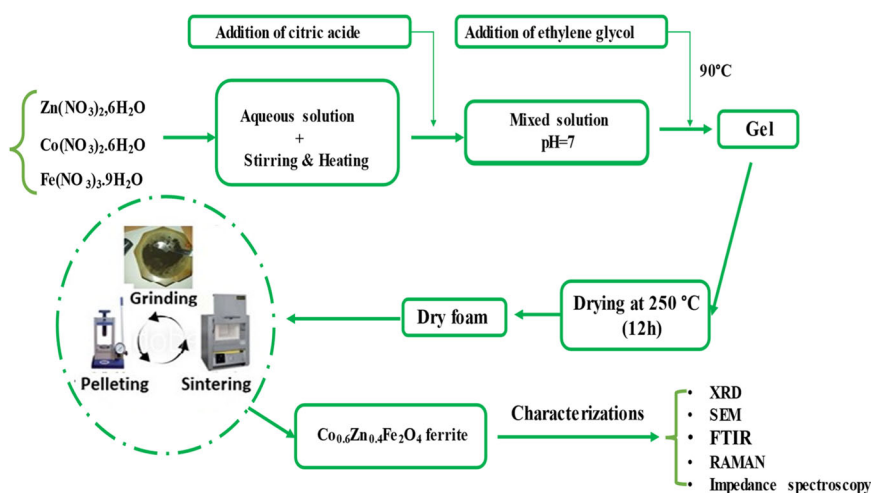 Addition of citric acide
Addition of ethylene glycol
90°C
Zn(NO3)2,6H2O
Co(NO3)2.6H2O
Fe(NO3)3.9H2O
Aqueous solution
+
Stirring & Heating
Mixed solution
pH=7
Gel
Grinding
Pelleting
Sintering
Dry foam
Drying at 250 °C
(12h)
Co0.6Zn0.4Fe2O4 ferrite
Characterizations
• XRD
• SEM
• FTIR
• RAMAN
• Impedance spectroscopy